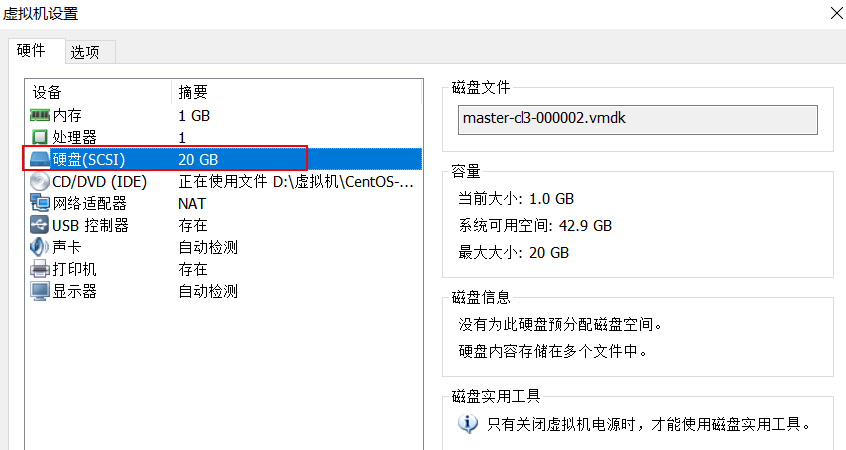 虚拟机设置
硬件 选项
设备 摘要
内存 1 GB
处理器 1
硬盘(SCSI) 20 GB
CD/DVD (IDE) 正在使用文件 D:\虚拟机\CentOS-...
网络适配器 NAT
USB 控制器 存在
声卡 自动检测
打印机 存在
显示器 自动检测
磁盘文件
master-cl3-000002.vmdk
容量
当前大小: 1.0 GB
系统可用空间: 42.9 GB
最大大小: 20 GB
磁盘信息
没有为此硬盘预分配磁盘空间。
硬盘内容存储在多个文件中。
磁盘实用工具
只有关闭虚拟机电源时，才能使用磁盘实用工具。